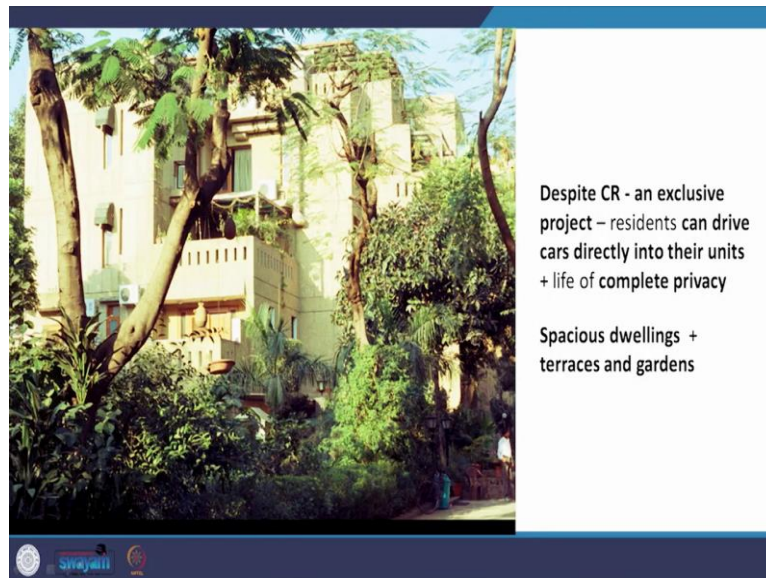 Despite CR - an exclusive
project – residents can drive
cars directly into their units
+ life of complete privacy
Spacious dwellings +
terraces and gardens
swayam